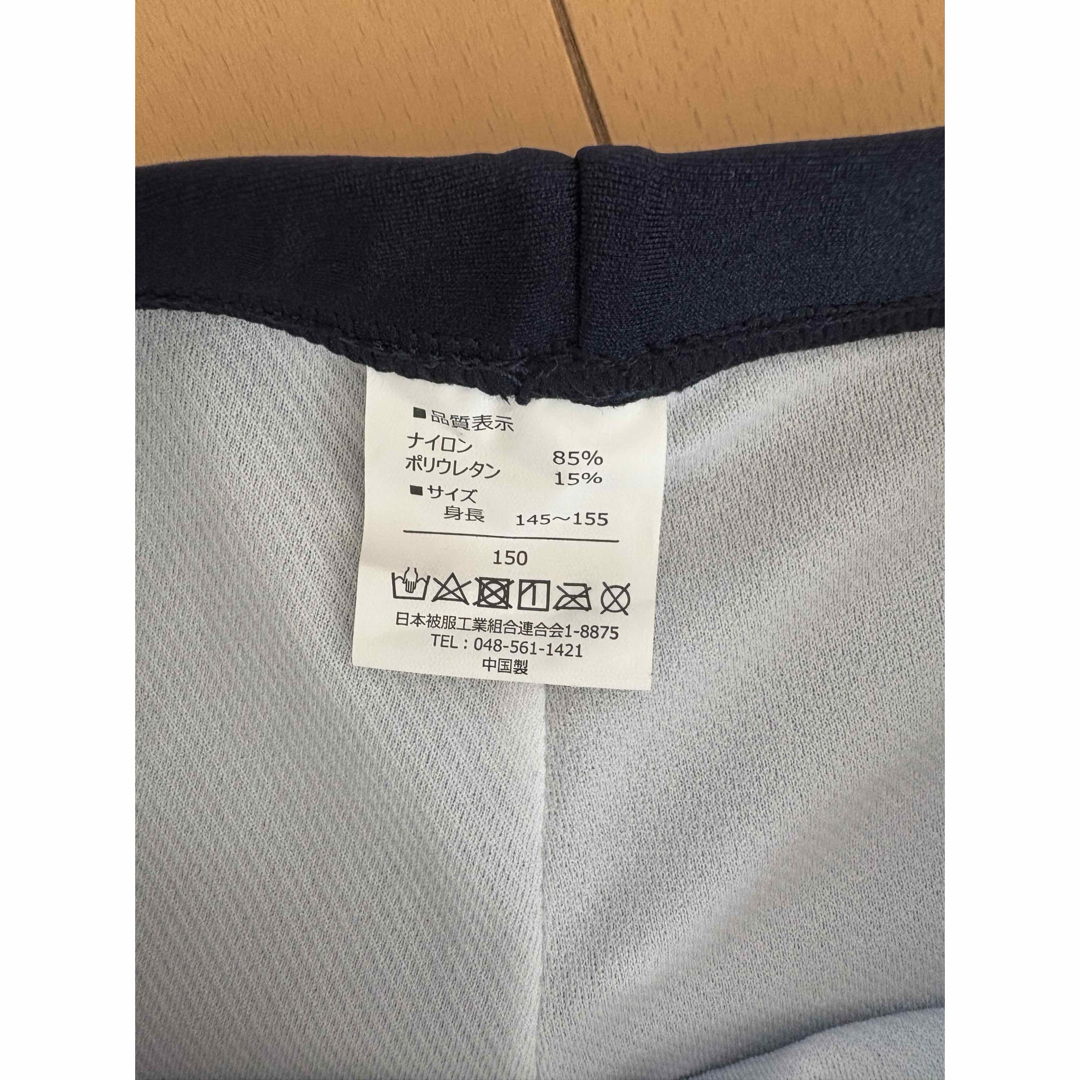 ■品質表示
ナイロン 85%
ポリウレタン 15%
■サイズ
身長 145～155
150
日本被服工業組合連合会1-8875
TEL：048-561-1421
中国製